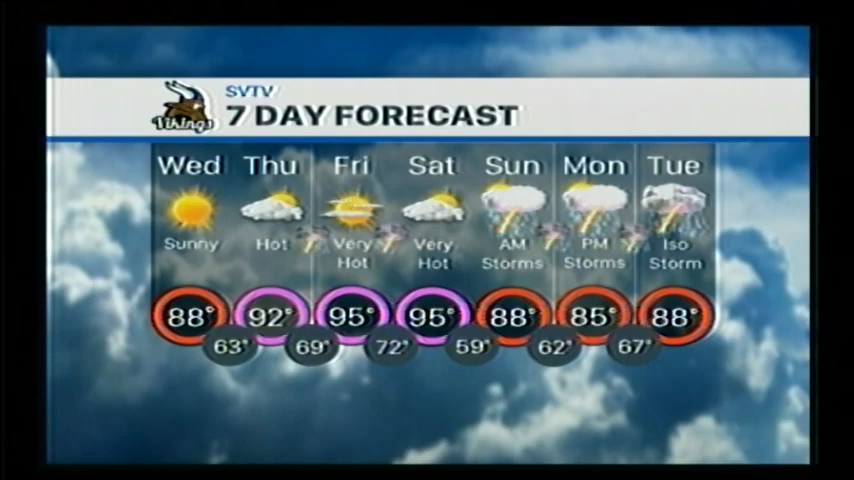 SVTV
Vikings
7 DAY FORECAST
Wed Thu Fri Sat Sun Mon Tue
Sunny Hot Very Hot Very Hot AM Storms PM Storms Iso Storm
88° 92° 95° 95° 88° 85° 88°
63° 69° 72° 59° 62° 67°